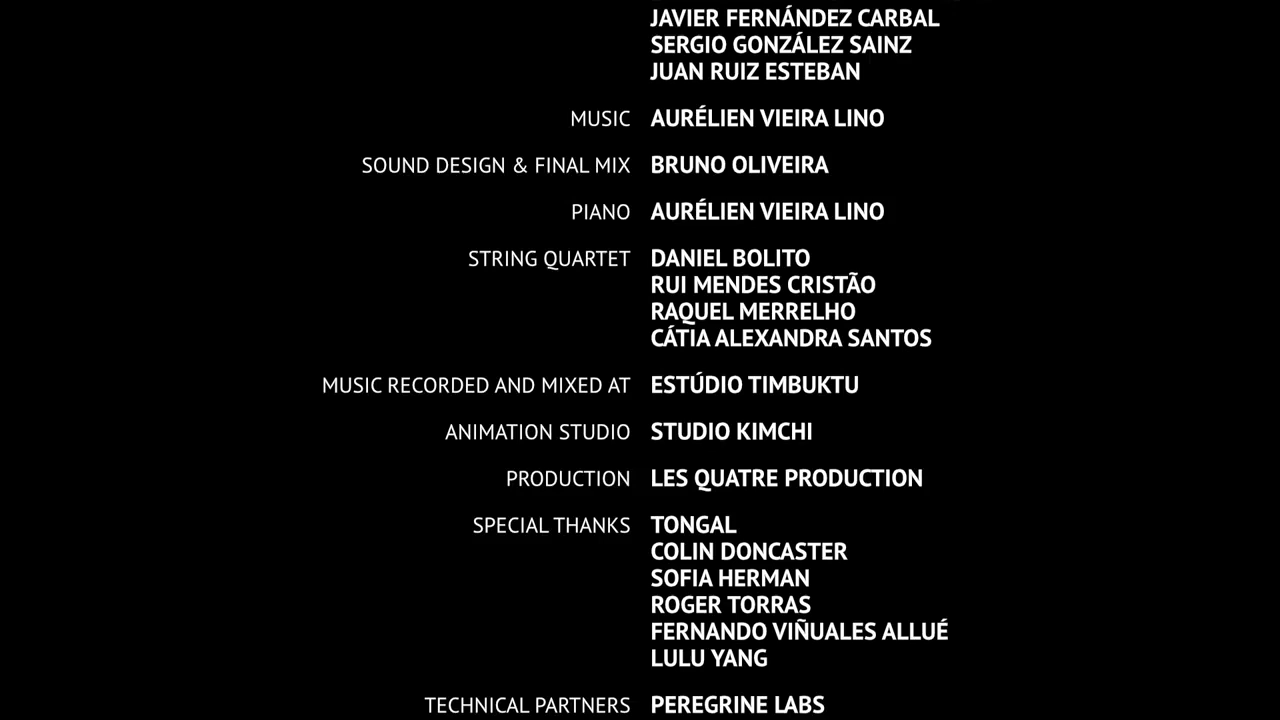 JAVIER FERNÁNDEZ CARBAL
SERGIO GONZÁLEZ SAINZ
JUAN RUIZ ESTEBAN
MUSIC AURÉLIEN VIEIRA LINO
SOUND DESIGN & FINAL MIX BRUNO OLIVEIRA
PIANO AURÉLIEN VIEIRA LINO
STRING QUARTET DANIEL BOLITO
RUI MENDES CRISTÃO
RAQUEL MERRELHO
CÁTIA ALEXANDRA SANTOS
MUSIC RECORDED AND MIXED AT ESTÚDIO TIMBUKTU
ANIMATION STUDIO STUDIO KIMCHI
PRODUCTION LES QUATRE PRODUCTION
SPECIAL THANKS TONGAL
COLIN DONCASTER
SOFIA HERMAN
ROGER TORRAS
FERNANDO VIÑUALES ALLUÉ
LULU YANG
TECHNICAL PARTNERS PEREGRINE LABS